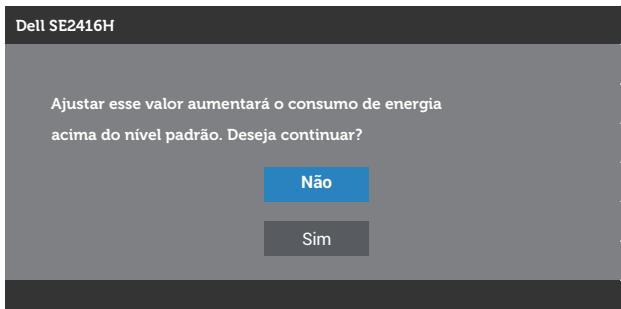 Dell SE2416H
Ajustar esse valor aumentará o consumo de energia
acima do nível padrão. Deseja continuar?
Não
Sim